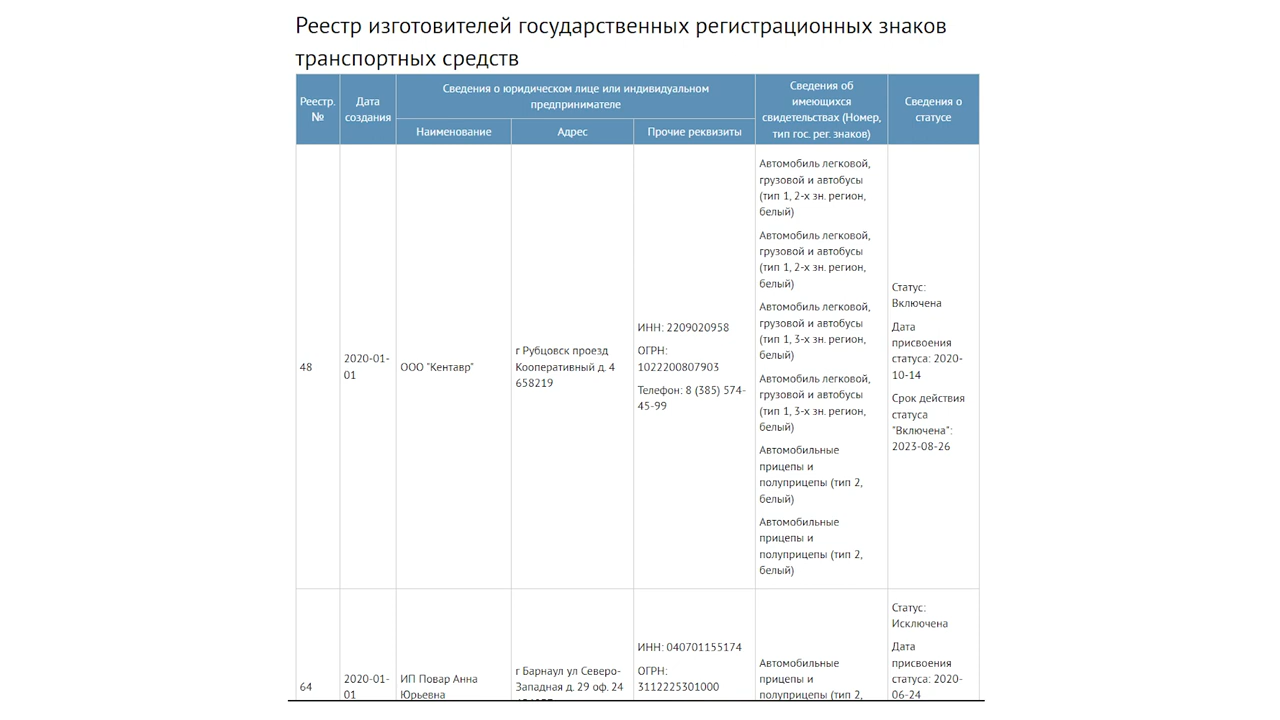 Реестр изготовителей государственных регистрационных знаков
транспортных средств
Реестр.
№
Дата
создания
Сведения о юридическом лице или индивидуальном
предпринимателе
Наименование
Адрес
Прочие реквизиты
Сведения об
имеющихся
свидетельствах (Номер,
тип гос. рег. знаков)
Сведения о
статусе
48
2020-01-
01
ООО "Кентавр"
г Рубцовск проезд
Кооперативный д. 4
658219
ИНН: 2209020958
ОГРН:
1022200807903
Телефон: 8 (385) 574-
45-99
Автомобиль легковой,
грузовой и автобусы
(тип 1, 2-х зн. регион,
белый)
Автомобиль легковой,
грузовой и автобусы
(тип 1, 2-х зн. регион,
белый)
Автомобиль легковой,
грузовой и автобусы
(тип 1, 3-х зн. регион,
белый)
Автомобиль легковой,
грузовой и автобусы
(тип 1, 3-х зн. регион,
белый)
Автомобильные
прицепы и
полуприцепы (тип 2,
белый)
Автомобильные
прицепы и
полуприцепы (тип 2,
белый)
Статус:
Включена
Дата
присвоения
статуса: 2020-
10-14
Срок действия
статуса
"Включена":
2023-08-26
64
2020-01-
01
ИП Повар Анна
Юрьевна
г Барнаул ул Северо-
Западная д. 29 оф. 24
ИНН: 040701155174
ОГРН:
3112225301000
Автомобильные
прицепы и
полуприцепы (тип 2,
Статус:
Исключена
Дата
присвоения
статуса: 2020-
06-24